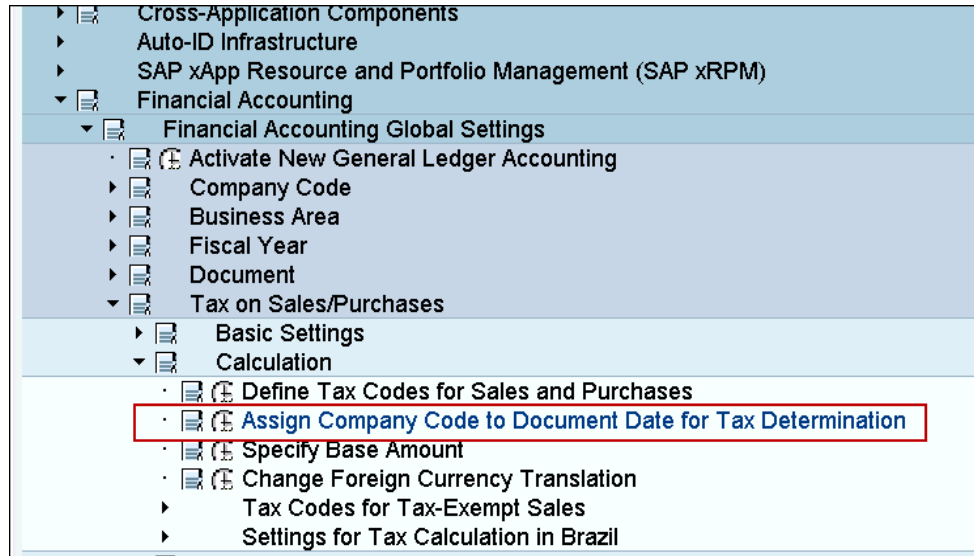 Cross-Application Components
Auto-ID Infrastructure
SAP xApp Resource and Portfolio Management (SAP xRPM)
Financial Accounting
Financial Accounting Global Settings
Activate New General Ledger Accounting
Company Code
Business Area
Fiscal Year
Document
Tax on Sales/Purchases
Basic Settings
Calculation
Define Tax Codes for Sales and Purchases
Assign Company Code to Document Date for Tax Determination
Specify Base Amount
Change Foreign Currency Translation
Tax Codes for Tax-Exempt Sales
Settings for Tax Calculation in Brazil